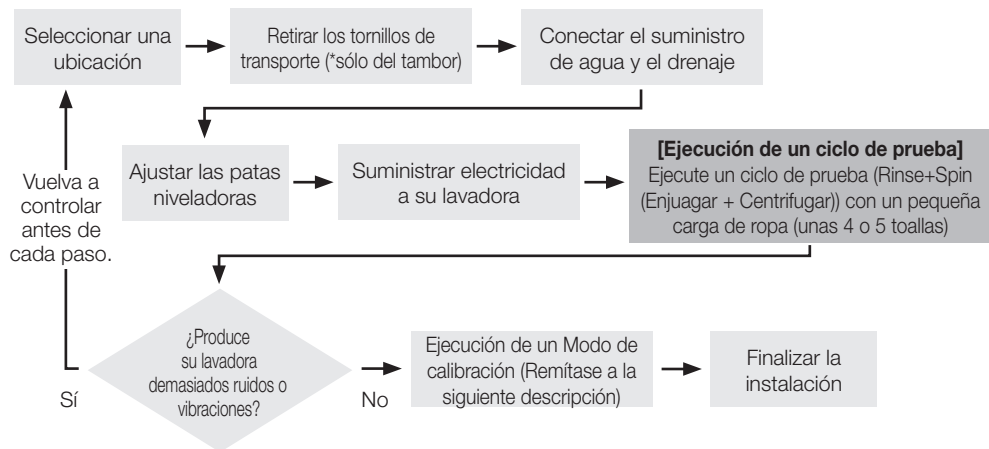 Seleccionar una
ubicación
Retirar los tornillos de
transporte (*sólo del tambor)
Conectar el suministro
de agua y el drenaje
Ajustar las patas
niveladoras
Suministrar electricidad
a su lavadora
[Ejecución de un ciclo de prueba]
Ejecute un ciclo de prueba (Rinse+Spin
(Enjuagar + Centrifugar)) con un pequeña
carga de ropa (unas 4 o 5 toallas)
Vuelva a
controlar
antes de
cada paso.
¿Produce
su lavadora
demasiados ruidos o
vibraciones?
Sí
No
Ejecución de un Modo de
calibración (Remítase a la
siguiente descripción)
Finalizar la
instalación